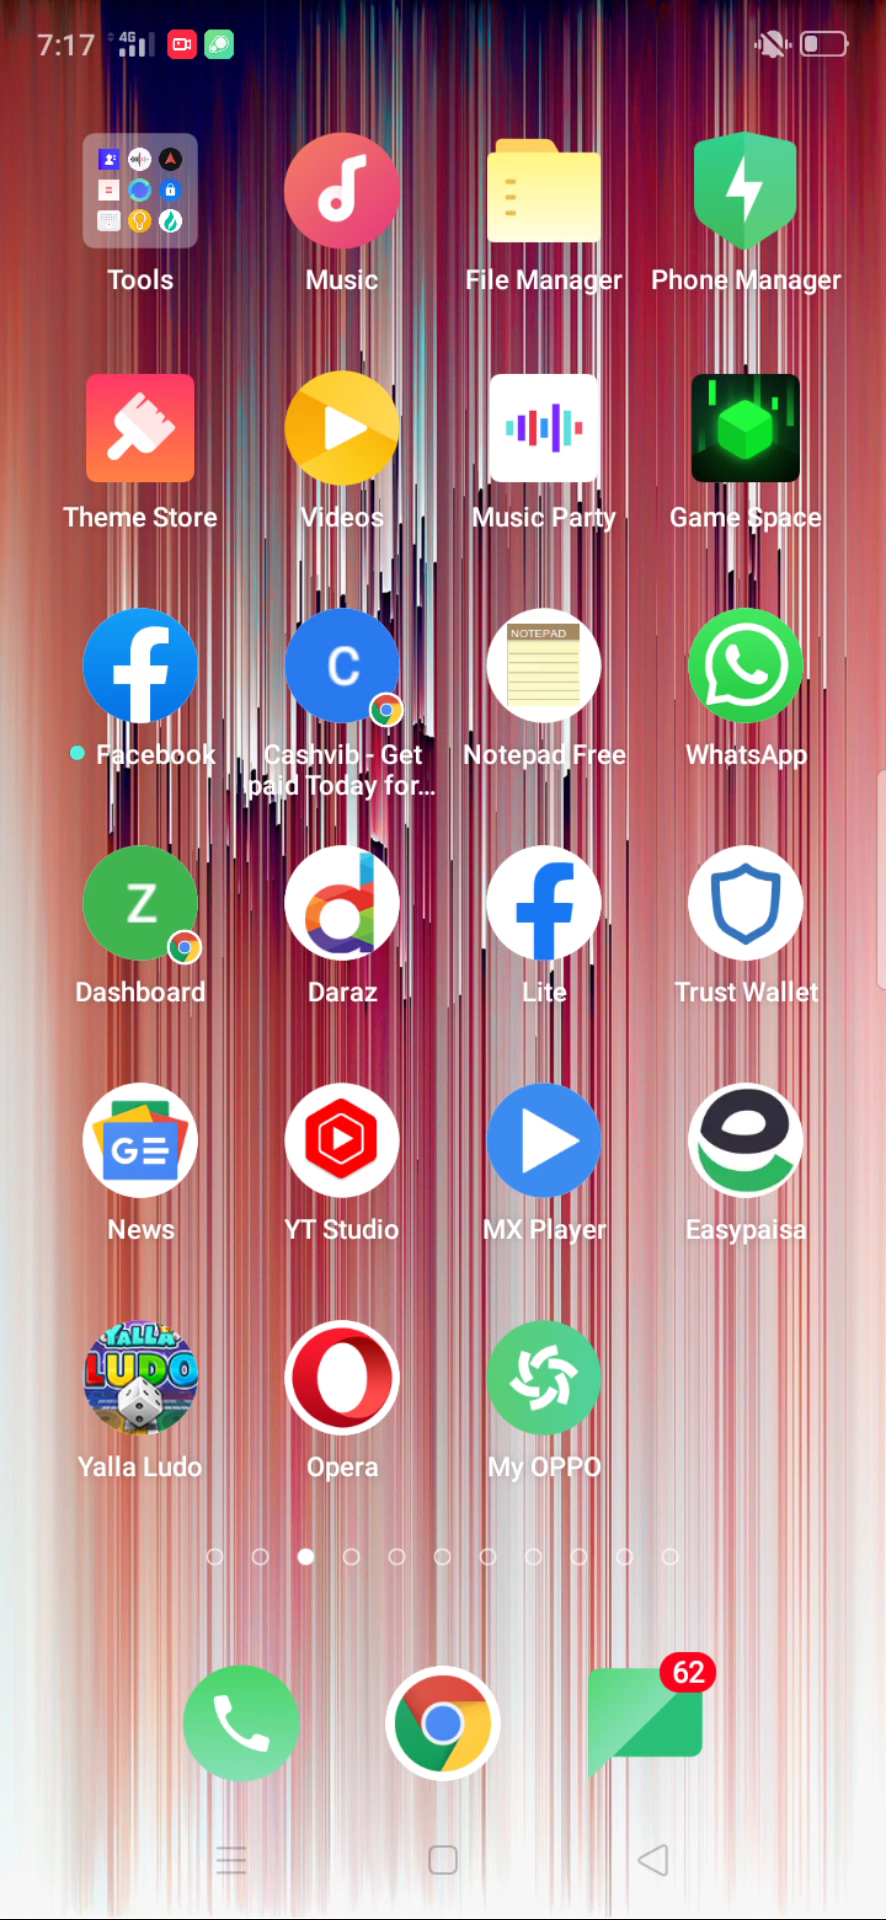 7:17 4G
Tools Music File Manager Phone Manager
Theme Store Videos Music Party Game Space
C NOTEPAD
Facebook Cashvib - Get Notepad Free WhatsApp
paid Today for...
Z
Dashboard Daraz Lite Trust Wallet
GE
News YT Studio MX Player Easypaisa
YALLA
LUDO
Yalla Ludo Opera My OPPO
62